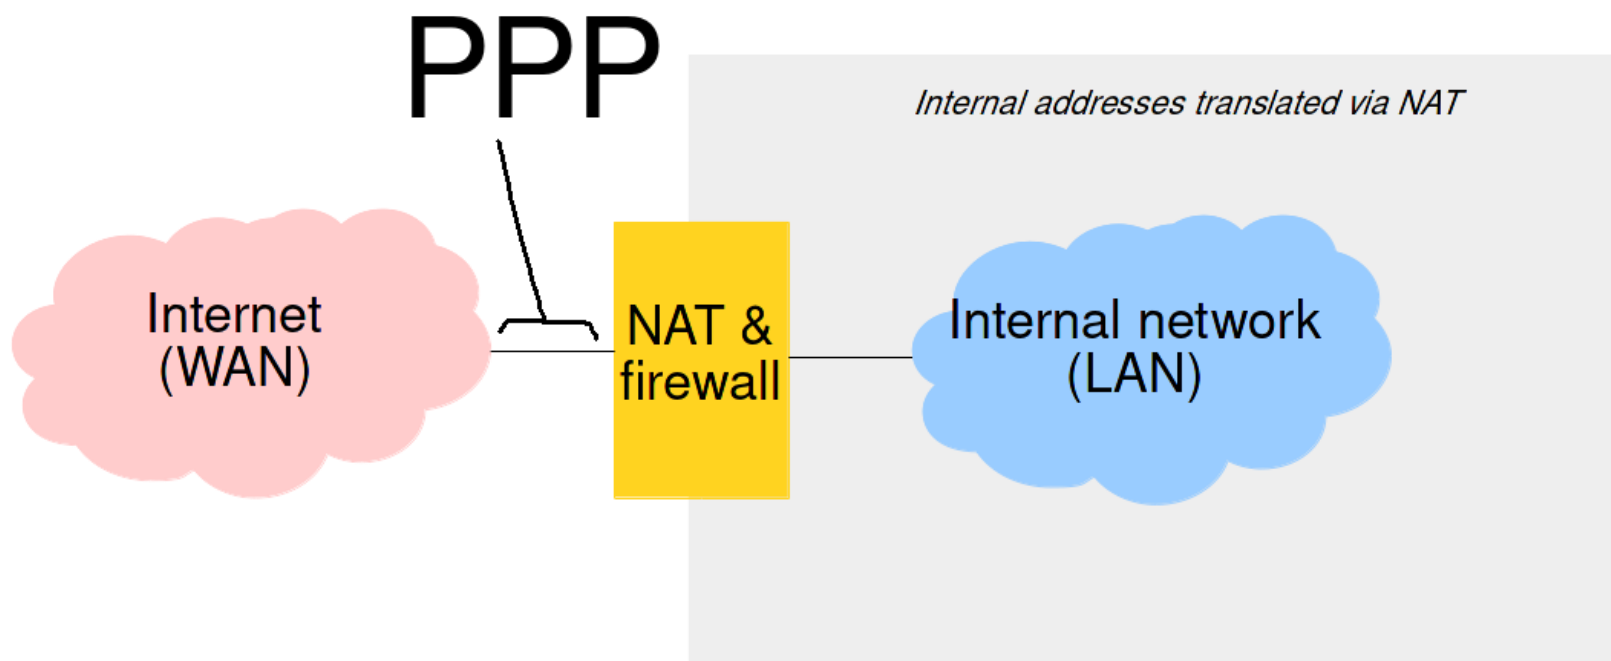 PPP
Internal addresses translated via NAT
Internet
(WAN)
NAT &
firewall
Internal network
(LAN)